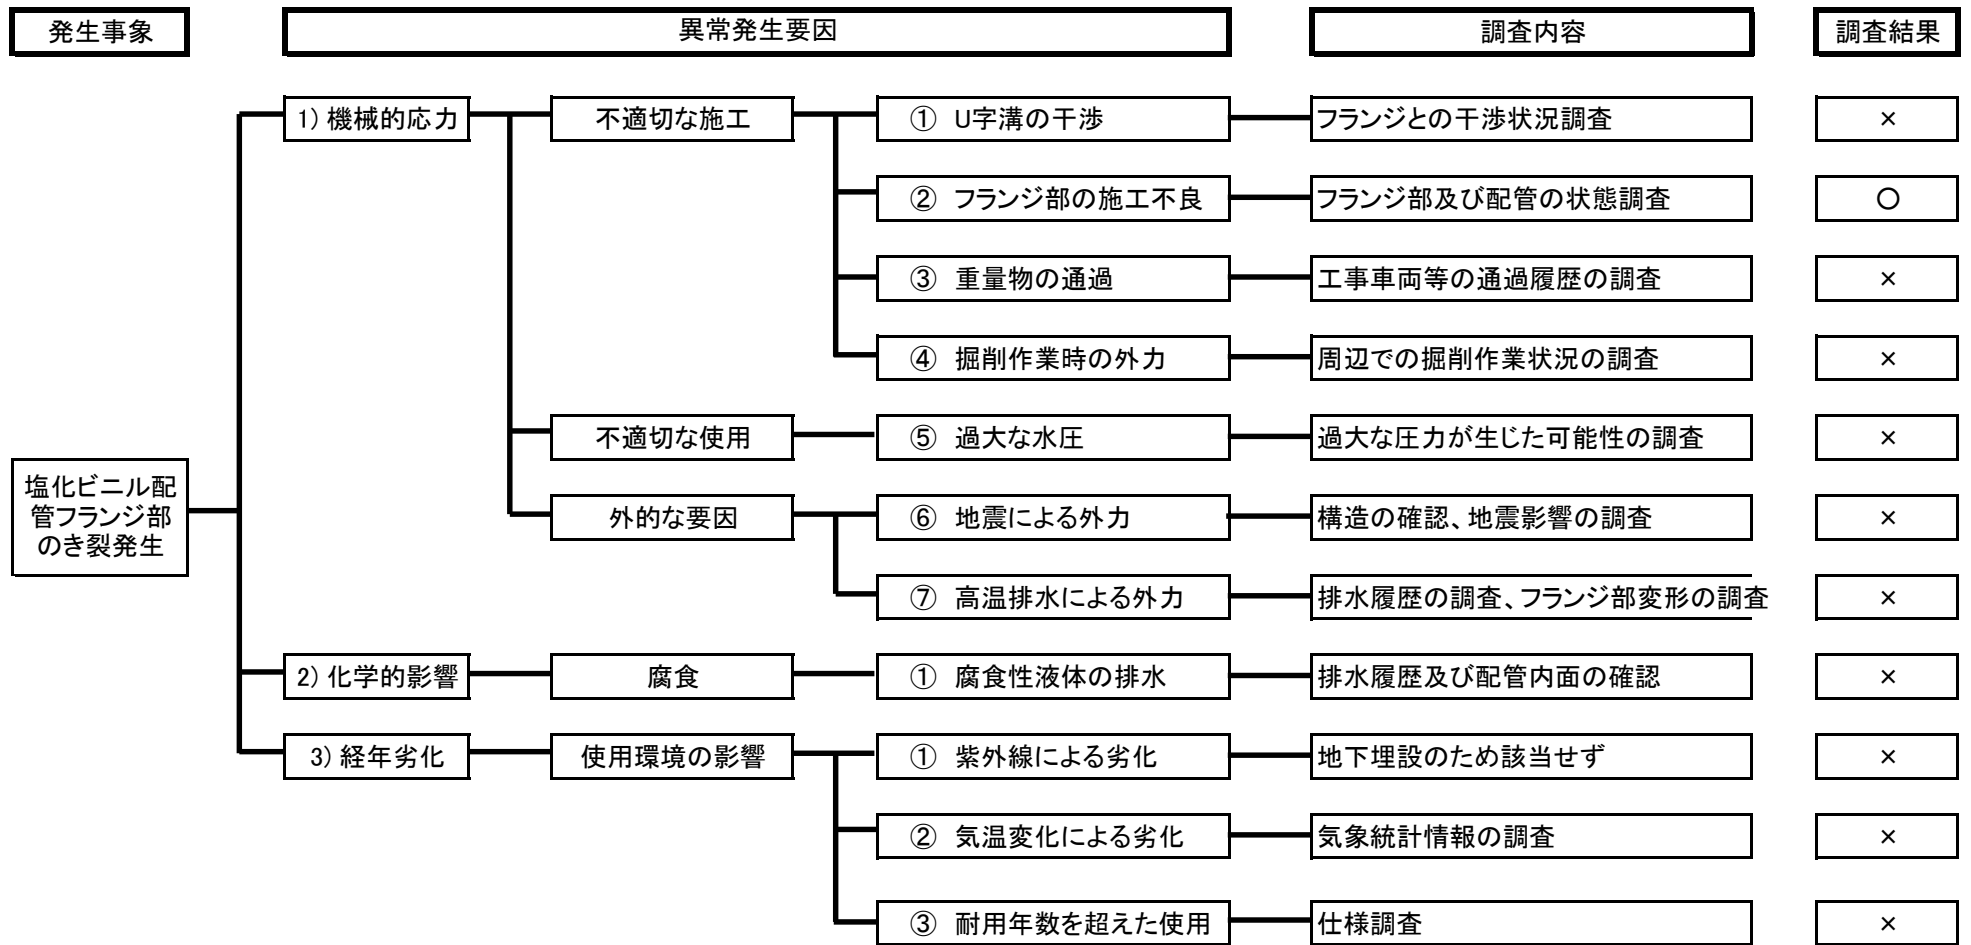 発生事象 異常発生要因 調査内容 調査結果
1) 機械的応力 不適切な施工 ① U字溝の干渉 フランジとの干渉状況調査 ×
② フランジ部の施工不良 フランジ部及び配管の状態調査 ○
③ 重量物の通過 工事車両等の通過履歴の調査 ×
④ 掘削作業時の外力 周辺での掘削作業状況の調査 ×
不適切な使用 ⑤ 過大な水圧 過大な圧力が生じた可能性の調査 ×
塩化ビニル配
管フランジ部
のき裂発生
外的な要因 ⑥ 地震による外力 構造の確認、地震影響の調査 ×
⑦ 高温排水による外力 排水履歴の調査、フランジ部変形の調査 ×
2) 化学的影響 腐食 ① 腐食性液体の排水 排水履歴及び配管内面の確認 ×
3) 経年劣化 使用環境の影響 ① 紫外線による劣化 地下埋設のため該当せず ×
② 気温変化による劣化 気象統計情報の調査 ×
③ 耐用年数を超えた使用 仕様調査 ×